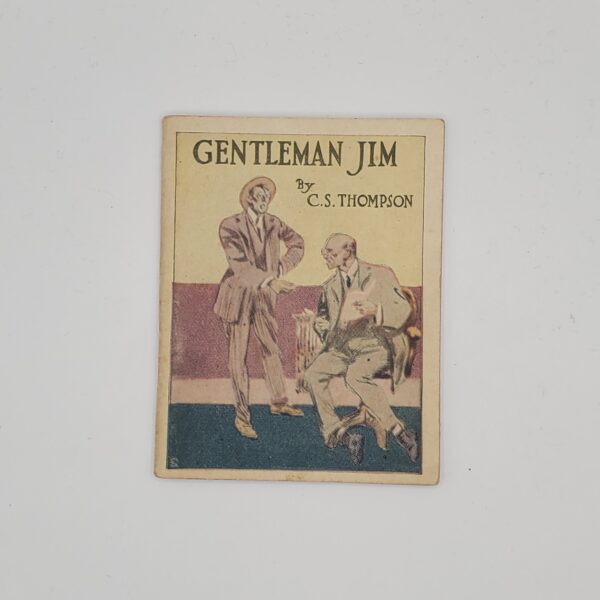 GENTLEMAN JIM
By
C.S. THOMPSON